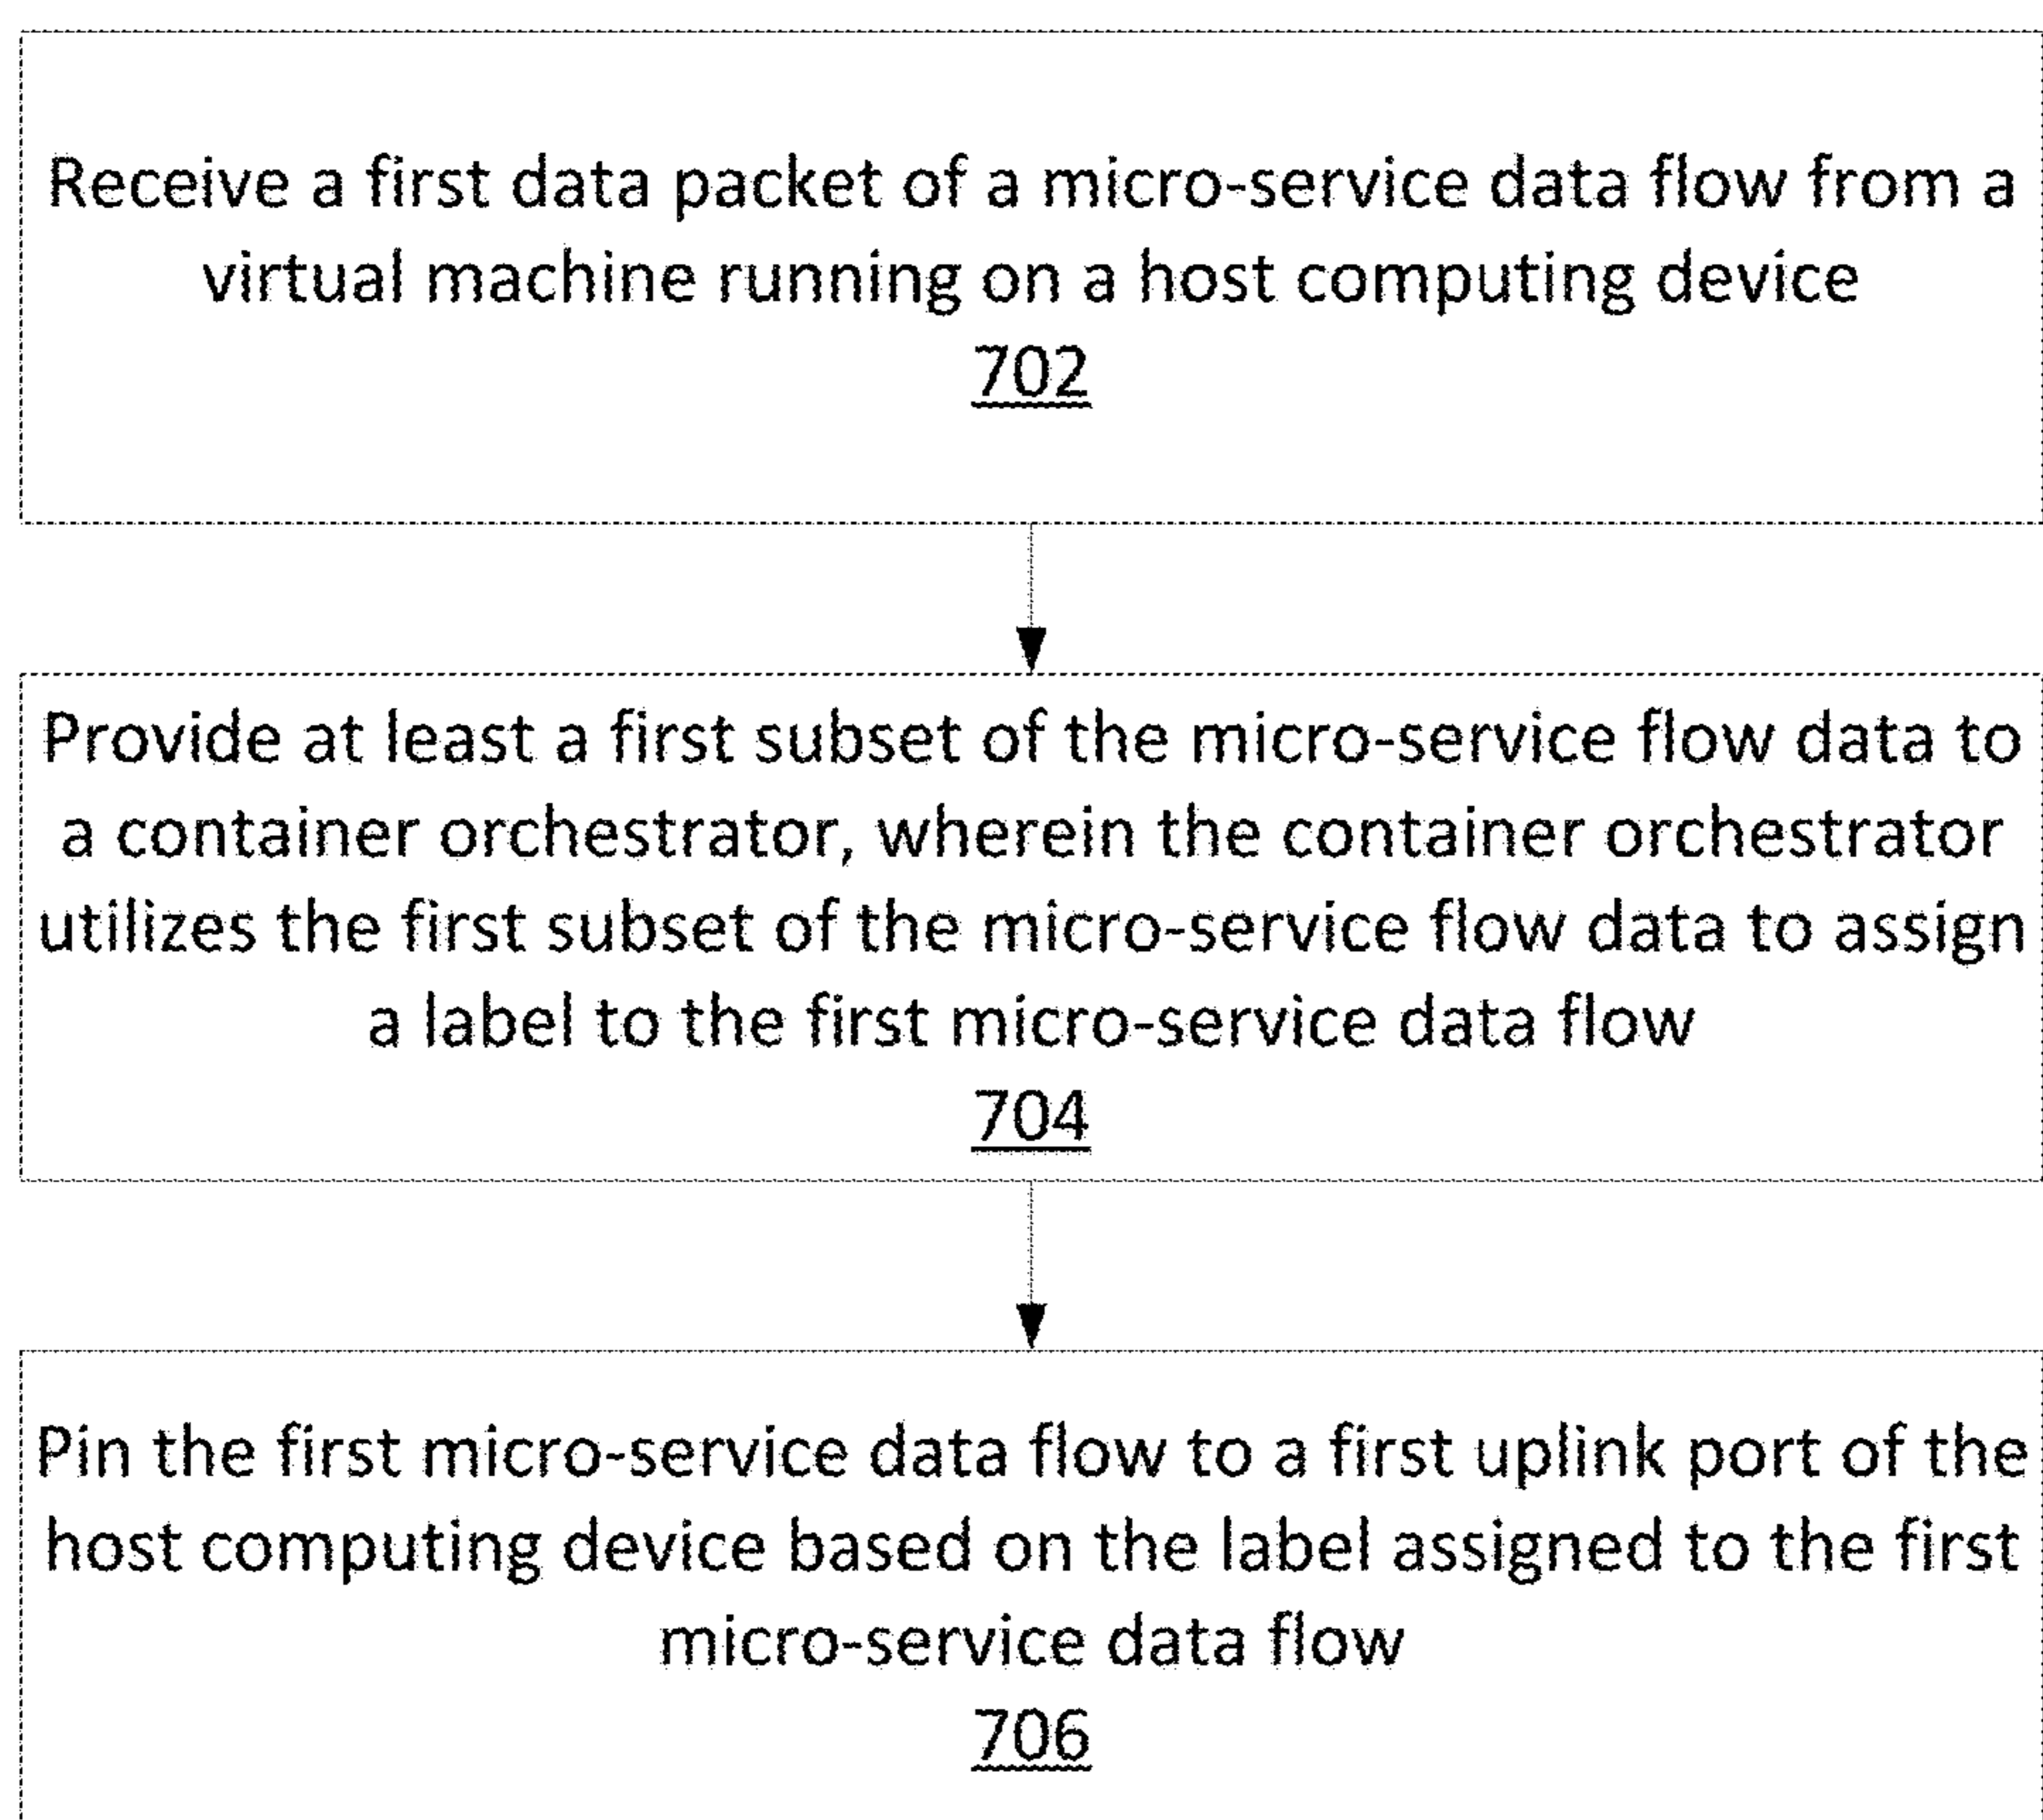 Receive a first data packet of a micro-service data flow from a
virtual machine running on a host computing device
702
Provide at least a first subset of the micro-service flow data to
a container orchestrator, wherein the container orchestrator
utilizes the first subset of the micro-service flow data to assign
a label to the first micro-service data flow
704
Pin the first micro-service data flow to a first uplink port of the
host computing device based on the label assigned to the first
micro-service data flow
706